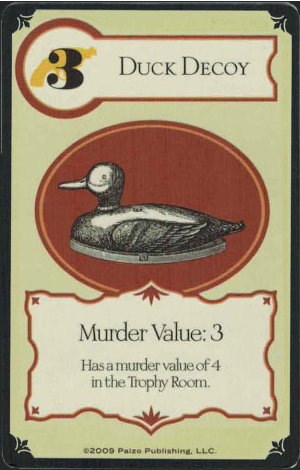 3
DUCK DECOY
Murder Value: 3
Has a murder value of 4
in the Trophy Room.
©2009 Paizo Publishing, LLC.